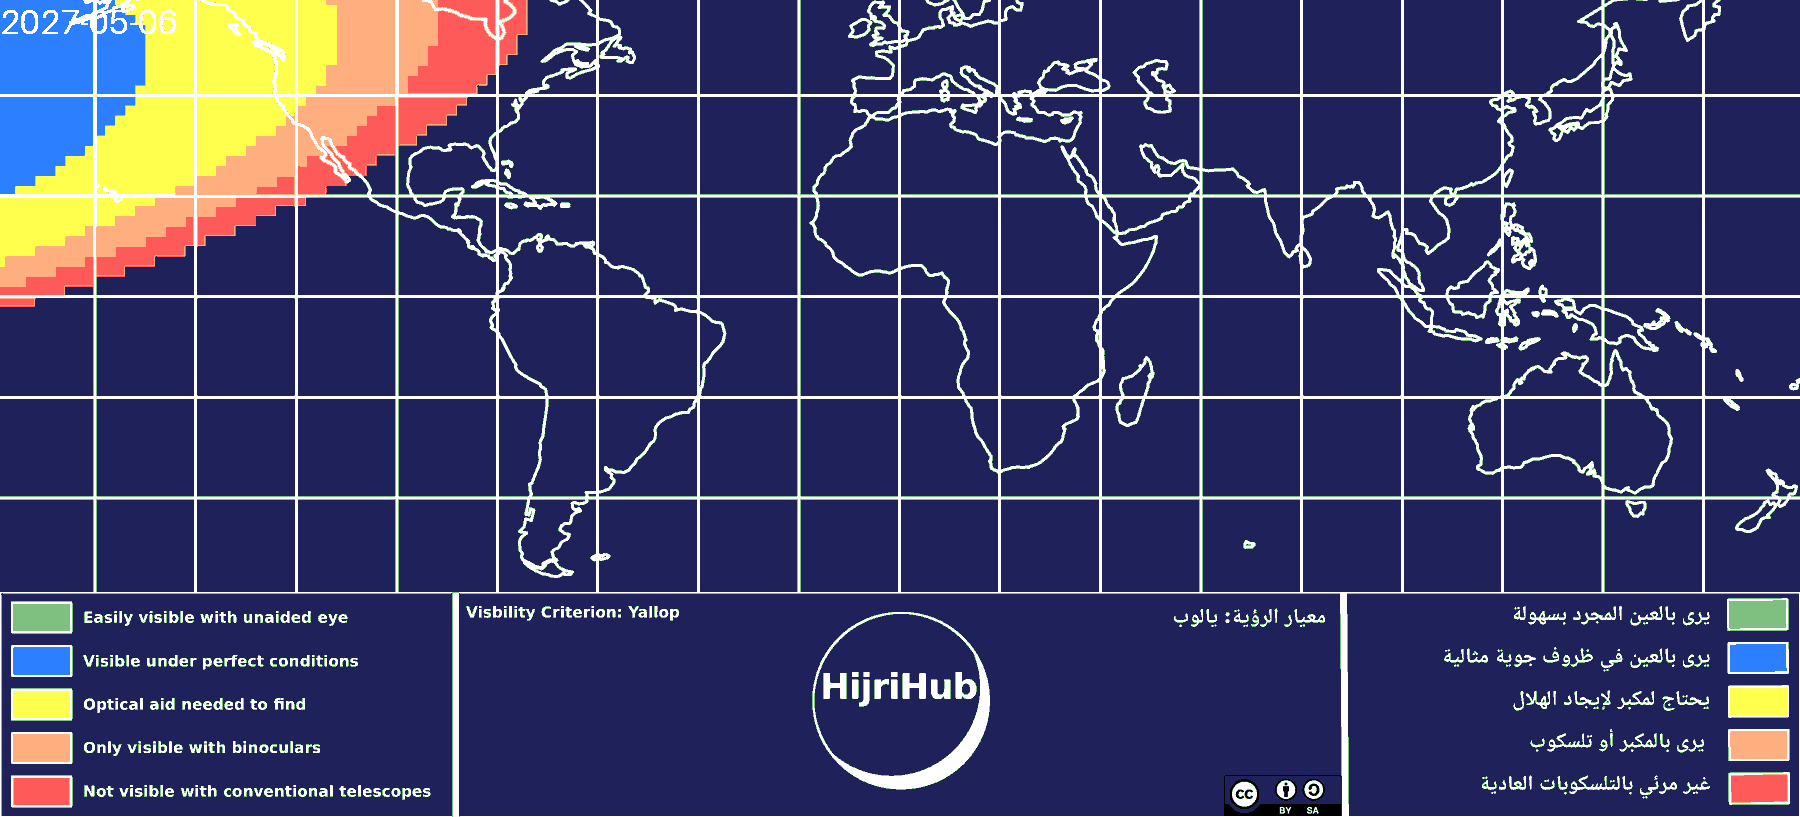 2027-05-06
Easily visible with unaided eye
Visible under perfect conditions
Optical aid needed to find
Only visible with binoculars
Not visible with conventional telescopes
Visbility Criterion: Yallop
معيار الرؤية: يالوب
HijriHub
cc
BY SA
يرى بالعين المجرد بسهولة
يرى بالعين في ظروف جوية مثالية
يحتاج لمكبر لإيجاد الهلال
يرى بالمكبر أو تلسكوب
غير مرئي بالتلسكوبات العادية